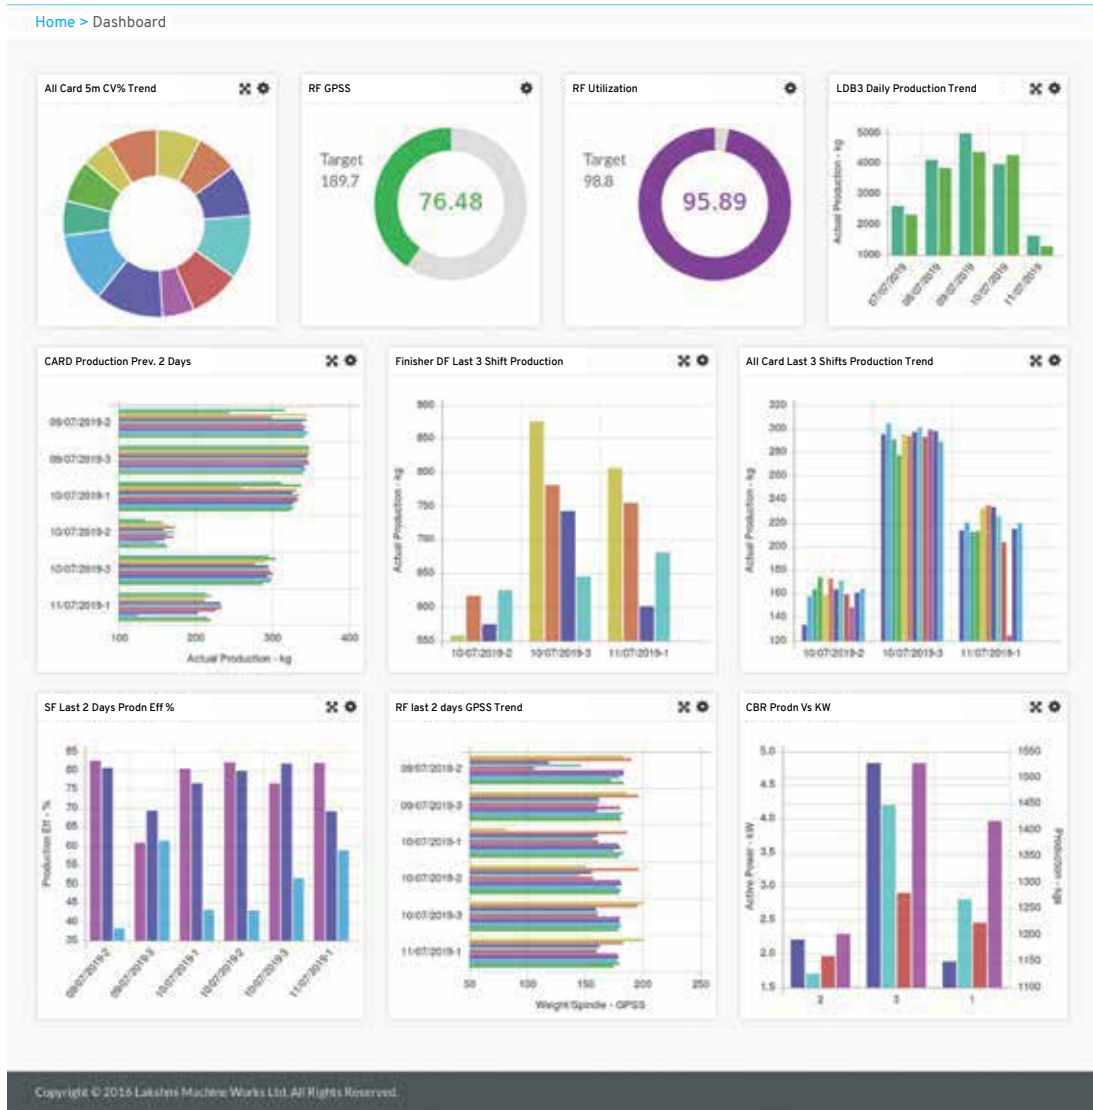 Home > Dashboard
All Card 5m CV% Trend
RF GPSS
Target
189.7
76.48
RF Utilization
Target
98.8
95.89
LDB3 Daily Production Trend
Actual Production - kg
5000
4000
3000
2000
1000
07/07/2019
08/07/2019
09/07/2019
10/07/2019
11/07/2019
CARD Production Prev. 2 Days
09/07/2019-2
09/07/2019-3
10/07/2019-1
10/07/2019-2
10/07/2019-3
11/07/2019-1
100 200 300 400
Actual Production - kg
Finisher DF Last 3 Shift Production
Actual Production - kg
900
850
800
750
700
650
600
550
10/07/2019-2 10/07/2019-3 11/07/2019-1
All Card Last 3 Shifts Production Trend
Actual Production - kg
320
300
280
260
240
220
200
180
160
140
120
10/07/2019-2 10/07/2019-3 11/07/2019-1
SF Last 2 Days Prodn Eff %
Production Eff - %
85
80
75
70
65
60
55
50
45
40
35
09/07/2019-2
09/07/2019-3
10/07/2019-1
10/07/2019-2
10/07/2019-3
11/07/2019-1
RF last 2 days GPSS Trend
09/07/2019-2
09/07/2019-3
10/07/2019-1
10/07/2019-2
10/07/2019-3
11/07/2019-1
50 100 150 200 250
Weight/Spindle - GPSS
CBR Prodn Vs KW
Active Power - KW
5.0
4.5
4.0
3.5
3.0
2.5
2.0
1.5
2 3 1
1550
1500
1450
1400
1350
1300
1250
1200
1150
1100
Production - kgs
Copyright © 2016 Lakshmi Machine Works Ltd. All Rights Reserved.